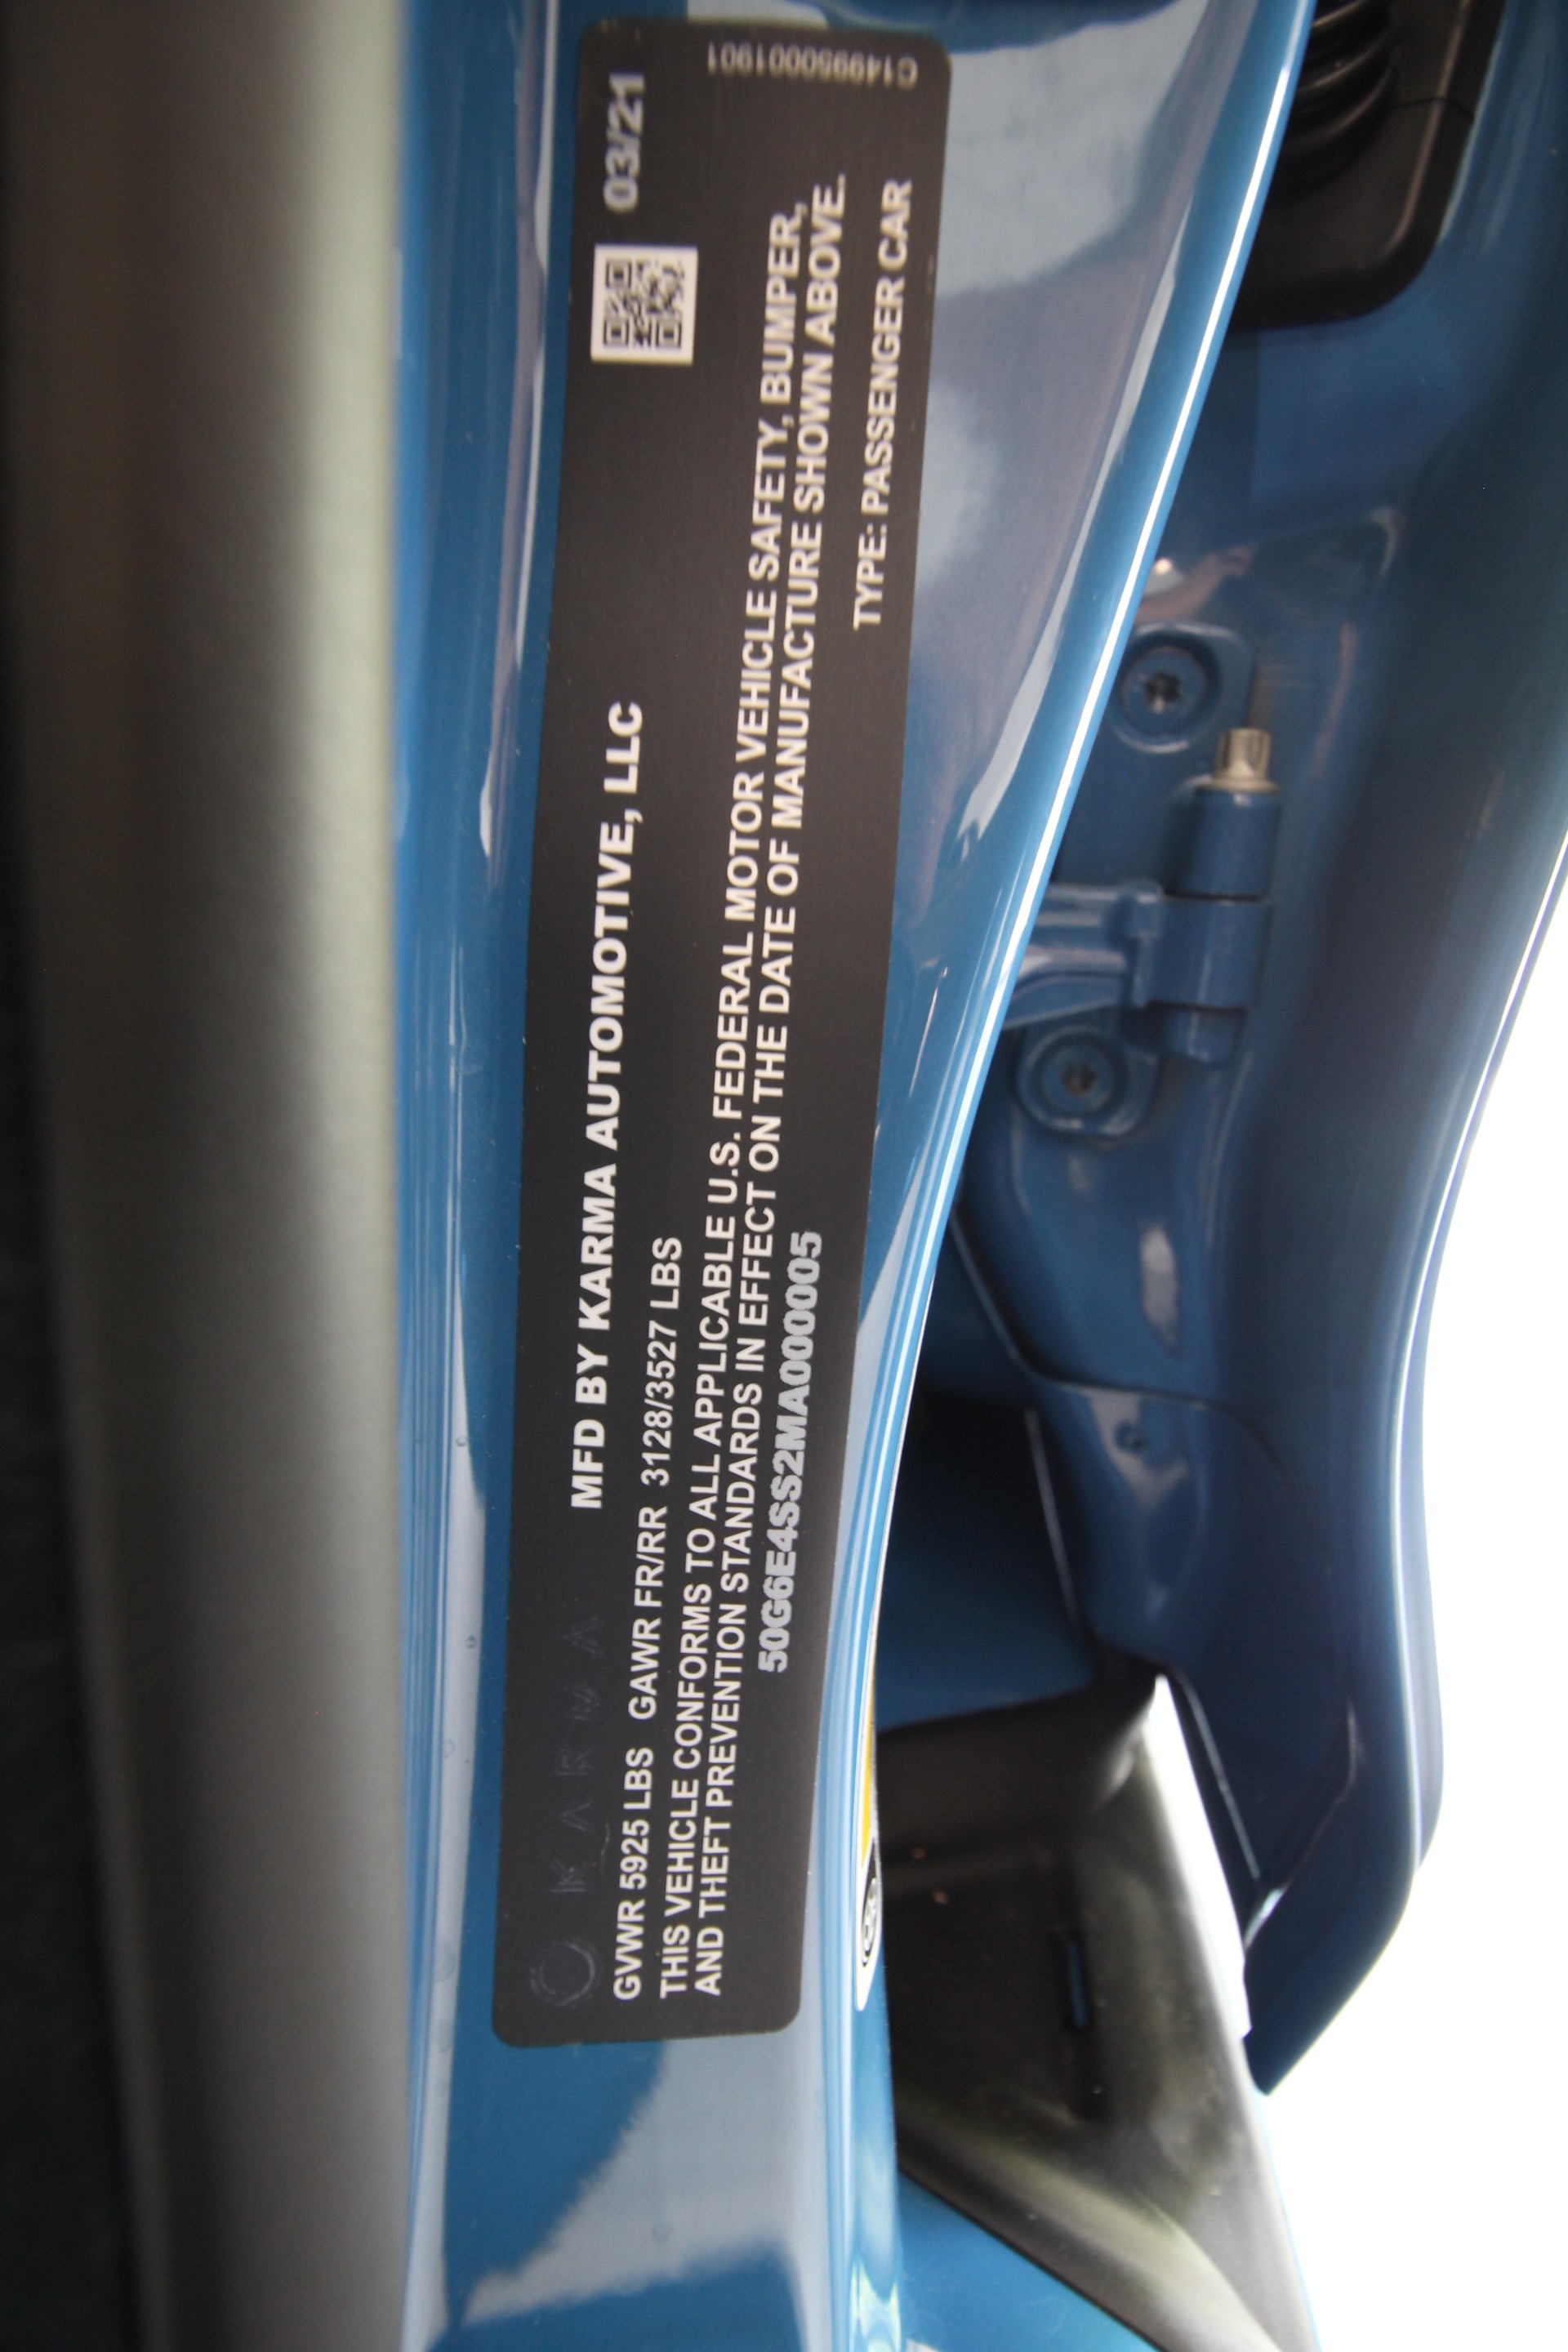 KARMA
MFD BY KARMA AUTOMOTIVE, LLC
03/21
GVWR 5925 LBS GAWR FR/RR 3128/3527 LBS
THIS VEHICLE CONFORMS TO ALL APPLICABLE U.S. FEDERAL MOTOR VEHICLE SAFETY, BUMPER,
AND THEFT PREVENTION STANDARDS IN EFFECT ON THE DATE OF MANUFACTURE SHOWN ABOVE.
50G6E4SS2MA000005
TYPE: PASSENGER CAR
C149950001901